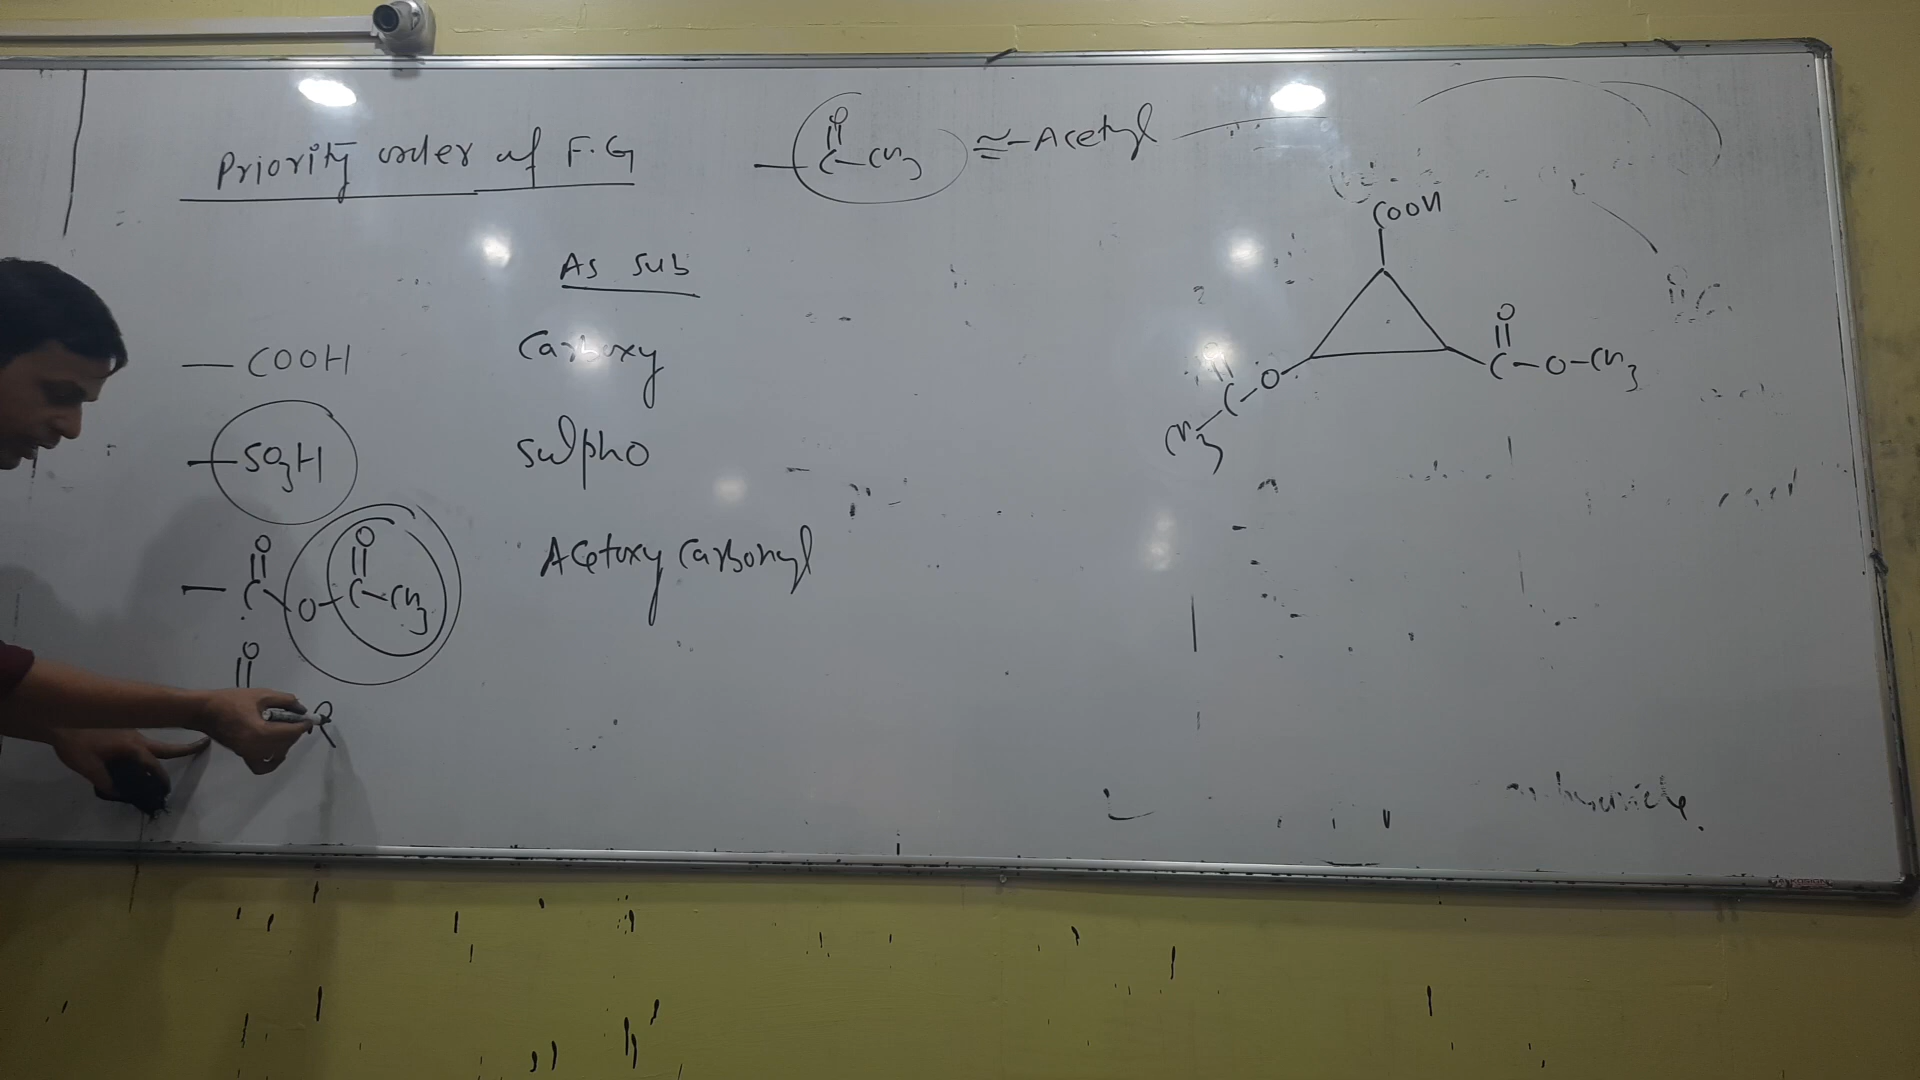 Priority order of F.G
O
||
—C—CH3 ≅ -Acetyl
As sub
—COOH Carboxy
—SO3H Sulpho
O O
|| ||
—C—O—C—CH3 Acetoxy Carbonyl
O
||
R
COOH
O
||
C—O—CH3
O
C
CH3